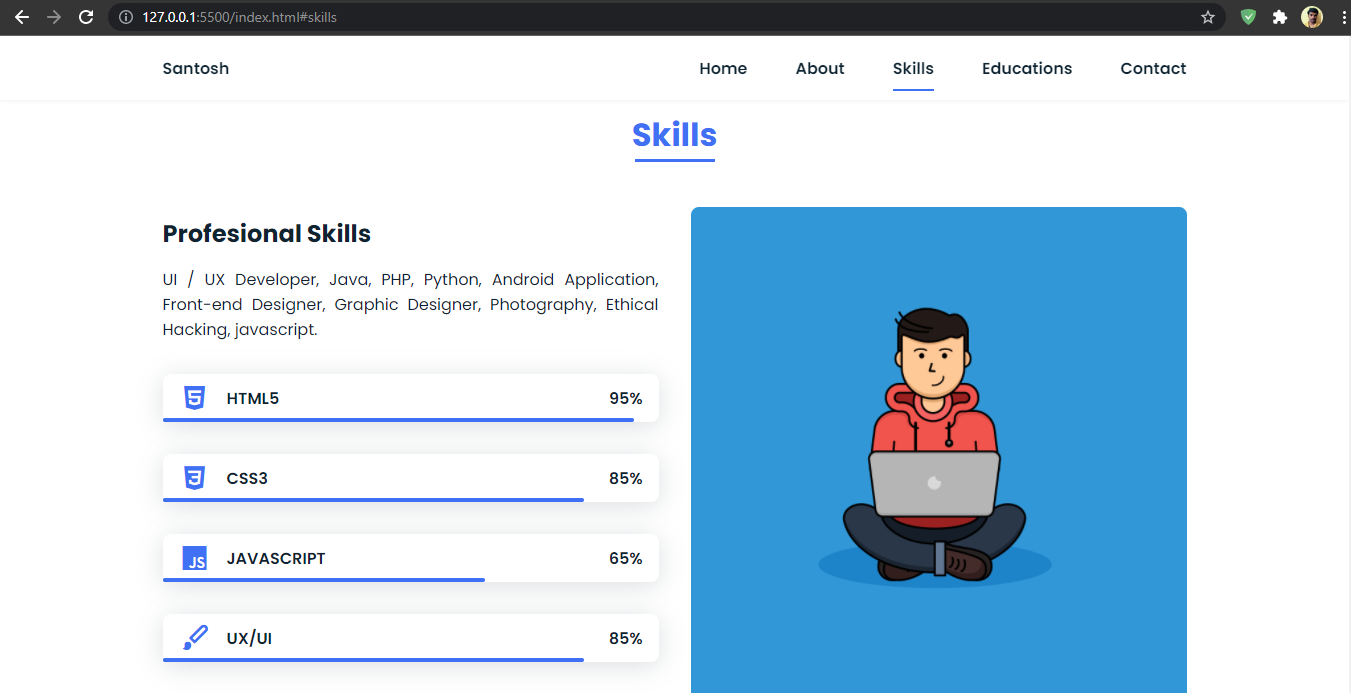 127.0.0.1:5500/index.html#skills
Santosh Home About Skills Educations Contact
Skills
Profesional Skills
UI / UX Developer, Java, PHP, Python, Android Application,
Front-end Designer, Graphic Designer, Photography, Ethical
Hacking, javascript.
5 HTML5 95%
3 CSS3 85%
JS JAVASCRIPT 65%
UX/UI 85%